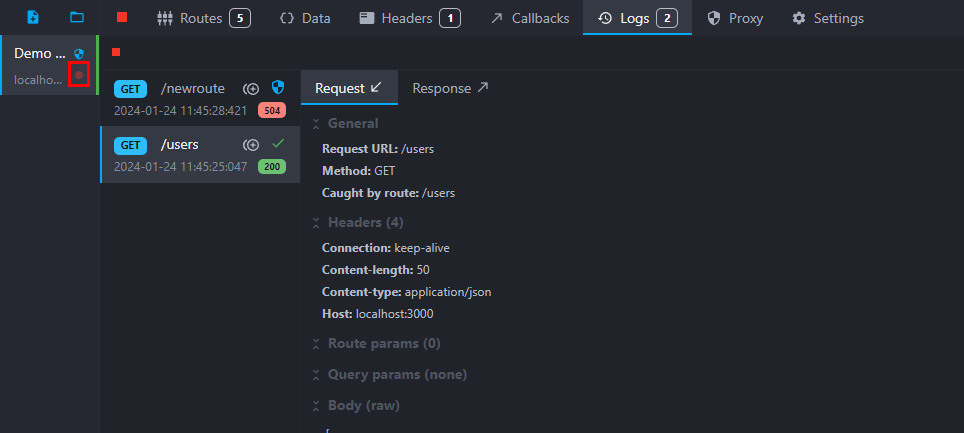 Routes 5 Data Headers 1 Callbacks Logs 2 Proxy Settings
Demo ...
localho...
GET /newroute
2024-01-24 11:45:28:421 504
GET /users
2024-01-24 11:45:25:047 200
Request Response
General
Request URL: /users
Method: GET
Caught by route: /users
Headers (4)
Connection: keep-alive
Content-length: 50
Content-type: application/json
Host: localhost:3000
Route params (0)
Query params (none)
Body (raw)